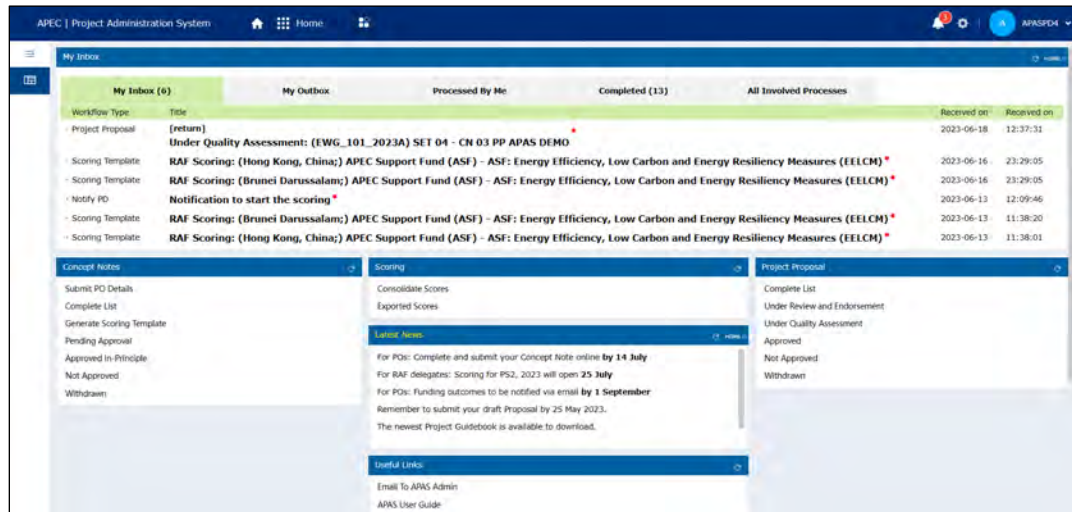 APEC | Project Administration System
Home
3
A
APASPD4
My Inbox
HOME
My Inbox (6) My Outbox Processed By Me Completed (13) All Involved Processes
Workflow Type Title Received on Received on
Project Proposal [return] 2023-06-18 12:37:31
Under Quality Assessment: (EWG_101_2023A) SET 04 - CN 03 PP APAS DEMO *
Scoring Template RAF Scoring: (Hong Kong, China;) APEC Support Fund (ASF) - ASF: Energy Efficiency, Low Carbon and Energy Resiliency Measures (EELCM) * 2023-06-16 23:29:05
Scoring Template RAF Scoring: (Brunei Darussalam;) APEC Support Fund (ASF) - ASF: Energy Efficiency, Low Carbon and Energy Resiliency Measures (EELCM) * 2023-06-16 23:29:05
Notify PD Notification to start the scoring * 2023-06-13 12:09:46
Scoring Template RAF Scoring: (Brunei Darussalam;) APEC Support Fund (ASF) - ASF: Energy Efficiency, Low Carbon and Energy Resiliency Measures (EELCM) * 2023-06-13 11:38:20
Scoring Template RAF Scoring: (Hong Kong, China;) APEC Support Fund (ASF) - ASF: Energy Efficiency, Low Carbon and Energy Resiliency Measures (EELCM) * 2023-06-13 11:38:01
Concept Notes
Submit PO Details
Complete List
Generate Scoring Template
Pending Approval
Approved In-Principle
Not Approved
Withdrawn
Scoring
Consolidate Scores
Exported Scores
Latest News
HOME
For POs: Complete and submit your Concept Note online by 14 July
For RAF delegates: Scoring for PS2, 2023 will open 25 July
For POs: Funding outcomes to be notified via email by 1 September
Remember to submit your draft Proposal by 25 May 2023.
The newest Project Guidebook is available to download.
Useful Links
Email To APAS Admin
APAS User Guide
Project Proposal
Complete List
Under Review and Endorsement
Under Quality Assessment
Approved
Not Approved
Withdrawn